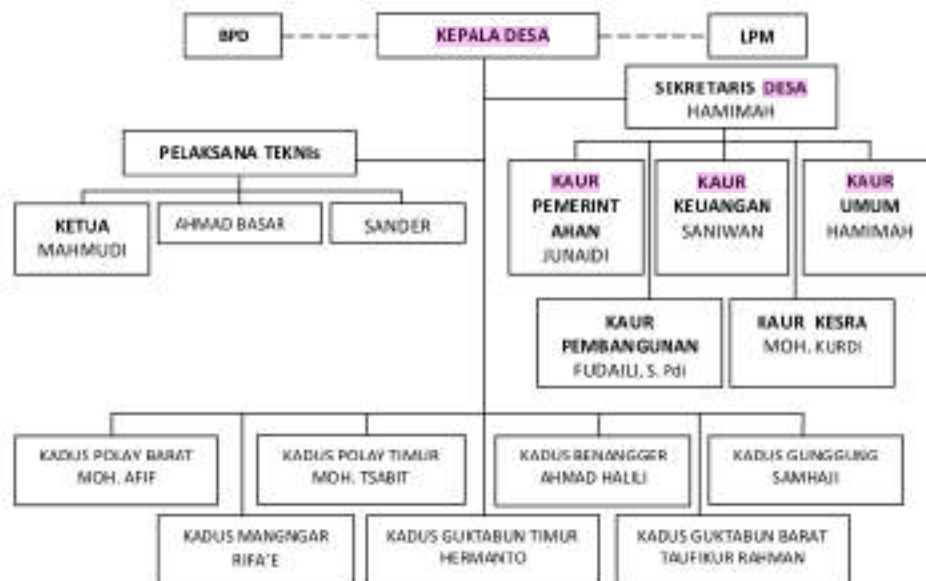 BPD
KEPALA DESA
LPM
SEKRETARIS DESA
HAMIMAH
PELAKSANA TEKNIs
KETUA
MAHMUDI
AHMAD BASAR
SANDER
KAUR
PEMERINT
AHAN
JUNAIDI
KAUR
KEUANGAN
SANIWAN
KAUR
UMUM
HAMIMAH
KAUR
PEMBANGUNAN
FUDAILI, S. Pdi
KAUR KESRA
MOH. KURDI
KADUS POLAY BARAT
MOH. AFIF
KADUS POLAY TIMUR
MOH. TSABIT
KADUS BENANGGER
AHMAD HALILI
KADUS GUNGGUNG
SAMHAJI
KADUS MANGNGAR
RIFA'E
KADUS GUKTABUN TIMUR
HERMANTO
KADUS GUKTABUN BARAT
TAUFIKUR RAHMAN